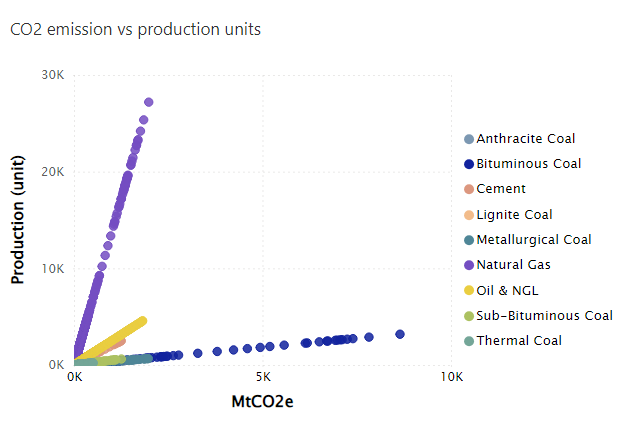 CO2 emission vs production units
30K
20K
10K
0K
Production (unit)
0K
5K
10K
MtCO2e
Anthracite Coal
Bituminous Coal
Cement
Lignite Coal
Metallurgical Coal
Natural Gas
Oil & NGL
Sub-Bituminous Coal
Thermal Coal